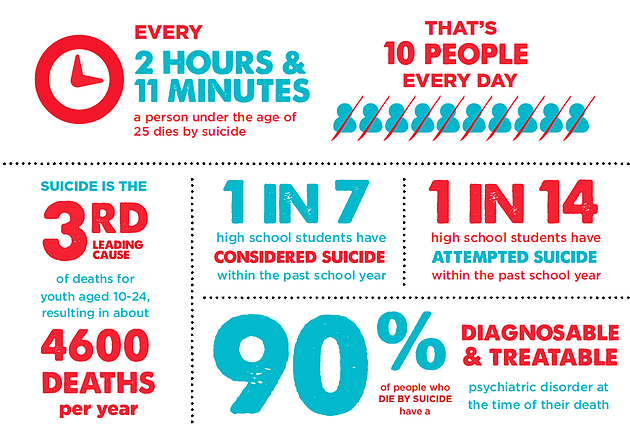 EVERY
2 HOURS &
11 MINUTES
a person under the age of
25 dies by suicide
THAT'S
10 PEOPLE
EVERY DAY
SUICIDE IS THE
3RD
LEADING
CAUSE
of deaths for
youth aged 10-24,
resulting in about
4600
DEATHS
per year
1 IN 7
high school students have
CONSIDERED SUICIDE
within the past school year
1 IN 14
high school students have
ATTEMPTED SUICIDE
within the past school year
90%
of people who
DIE BY SUICIDE
have a
DIAGNOSABLE
& TREATABLE
psychiatric disorder at
the time of their death